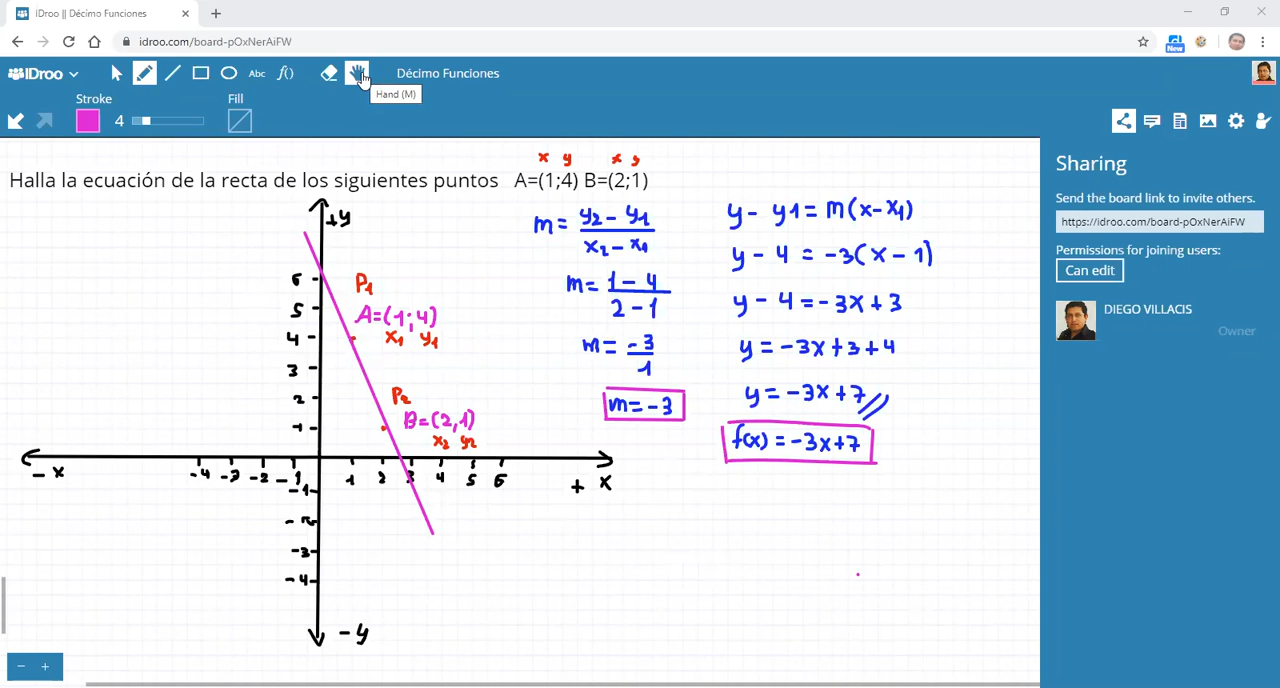 iDroo || Décimo Funciones
idroo.com/board-pOxNerAiFW
New
IDroo
Abc
f()
Décimo Funciones
Hand (M)
Stroke
Fill
4
Sharing
Send the board link to invite others.
https://idroo.com/board-pOxNerAiFW
Permissions for joining users:
Can edit
DIEGO VILLACIS
Owner
x y x y
Halla la ecuación de la recta de los siguientes puntos A=(1;4) B=(2;1)
+y
6
5
4
3
2
1
P1
A=(1;4)
x1 y1
P2
B=(2,1)
x2 y2
- x
-4 -3 -2 -1 1 2 3 4 5 6
+ x
-1
-2
-3
-4
- y
m = y2 - y1 / x2 - x1
m = 1 - 4 / 2 - 1
m = -3 / 1
m = -3
y - y1 = m(x-x1)
y - 4 = -3(x - 1)
y - 4 = -3x + 3
y = -3x + 3 + 4
y = -3x + 7 //
f(x) = -3x+7
- +